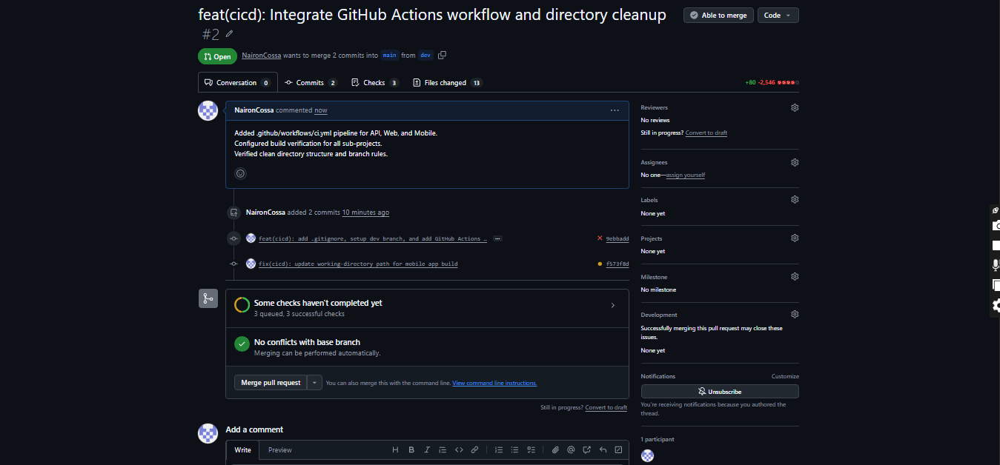 feat(cicd): Integrate GitHub Actions workflow and directory cleanup
#2
Able to merge
Code
Open
NaironCossa wants to merge 2 commits into main from dev
Conversation 0
Commits 2
Checks 3
Files changed 13
+80 -2,546
NaironCossa commented now
Added .github/workflows/ci.yml pipeline for API, Web, and Mobile.
Configured build verification for all sub-projects.
Verified clean directory structure and branch rules.
NaironCossa added 2 commits 10 minutes ago
feat(cicd): add .gitignore, setup dev branch, and add GitHub Actions …
9ebbadd
fix(cicd): update working-directory path for mobile app build
f573f8d
Some checks haven't completed yet
3 queued, 3 successful checks
No conflicts with base branch
Merging can be performed automatically.
Merge pull request
You can also merge this with the command line. View command line instructions.
Still in progress? Convert to draft
Add a comment
Write
Preview
H B I
Reviewers
No reviews
Still in progress? Convert to draft
Assignees
No one—assign yourself
Labels
None yet
Projects
None yet
Milestone
No milestone
Development
Successfully merging this pull request may close these
issues.
None yet
Notifications
Customize
Unsubscribe
You're receiving notifications because you authored the
thread.
1 participant